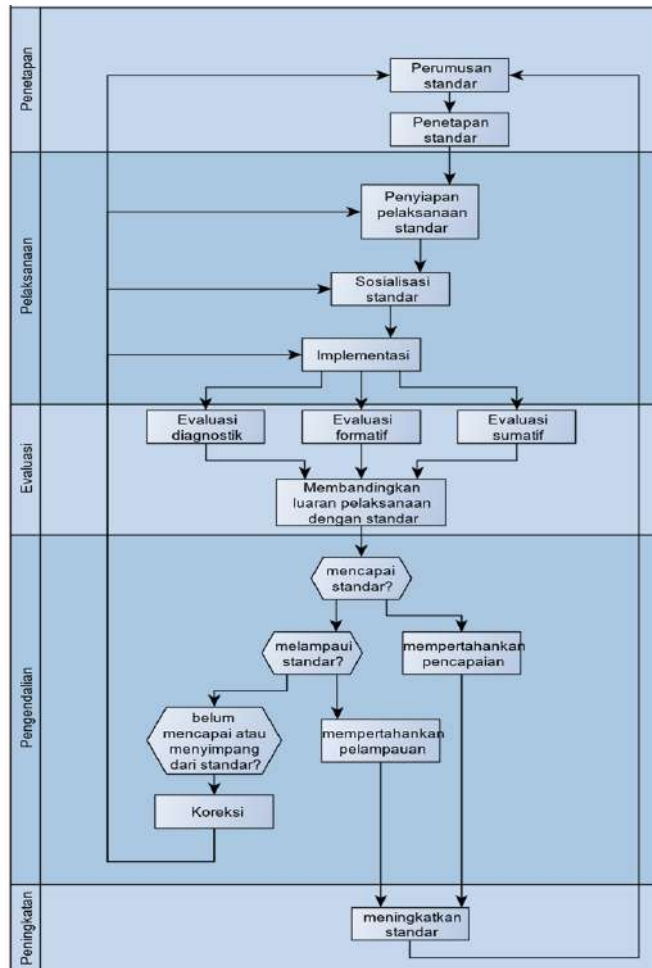 Penetapan
Perumusan
standar
Penetapan
standar
Pelaksanaan
Penyiapan
pelaksanaan
standar
Sosialisasi
standar
Implementasi
Evaluasi
Evaluasi
diagnostik
Evaluasi
formatif
Evaluasi
sumatif
Membandingkan
luaran pelaksanaan
dengan standar
Pengendalian
mencapai
standar?
melampaui
standar?
mempertahankan
pencapaian
belum
mencapai atau
menyimpang
dari standar?
mempertahankan
pelampauan
Koreksi
Peningkatan
meningkatkan
standar